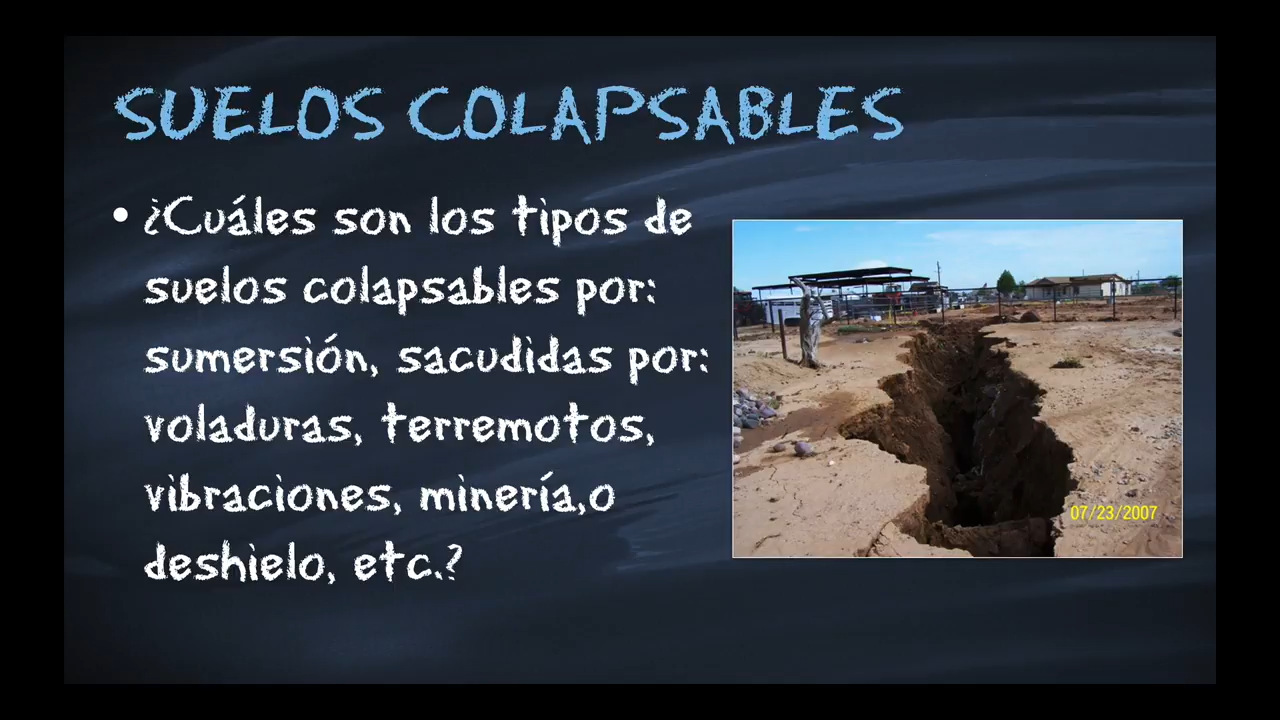 SUELOS COLAPSABLES
• ¿Cuáles son los tipos de
suelos colapsables por:
sumersión, sacudidas por:
voladuras, terremotos,
vibraciones, minería,o
deshielo, etc.?
07/23/2007